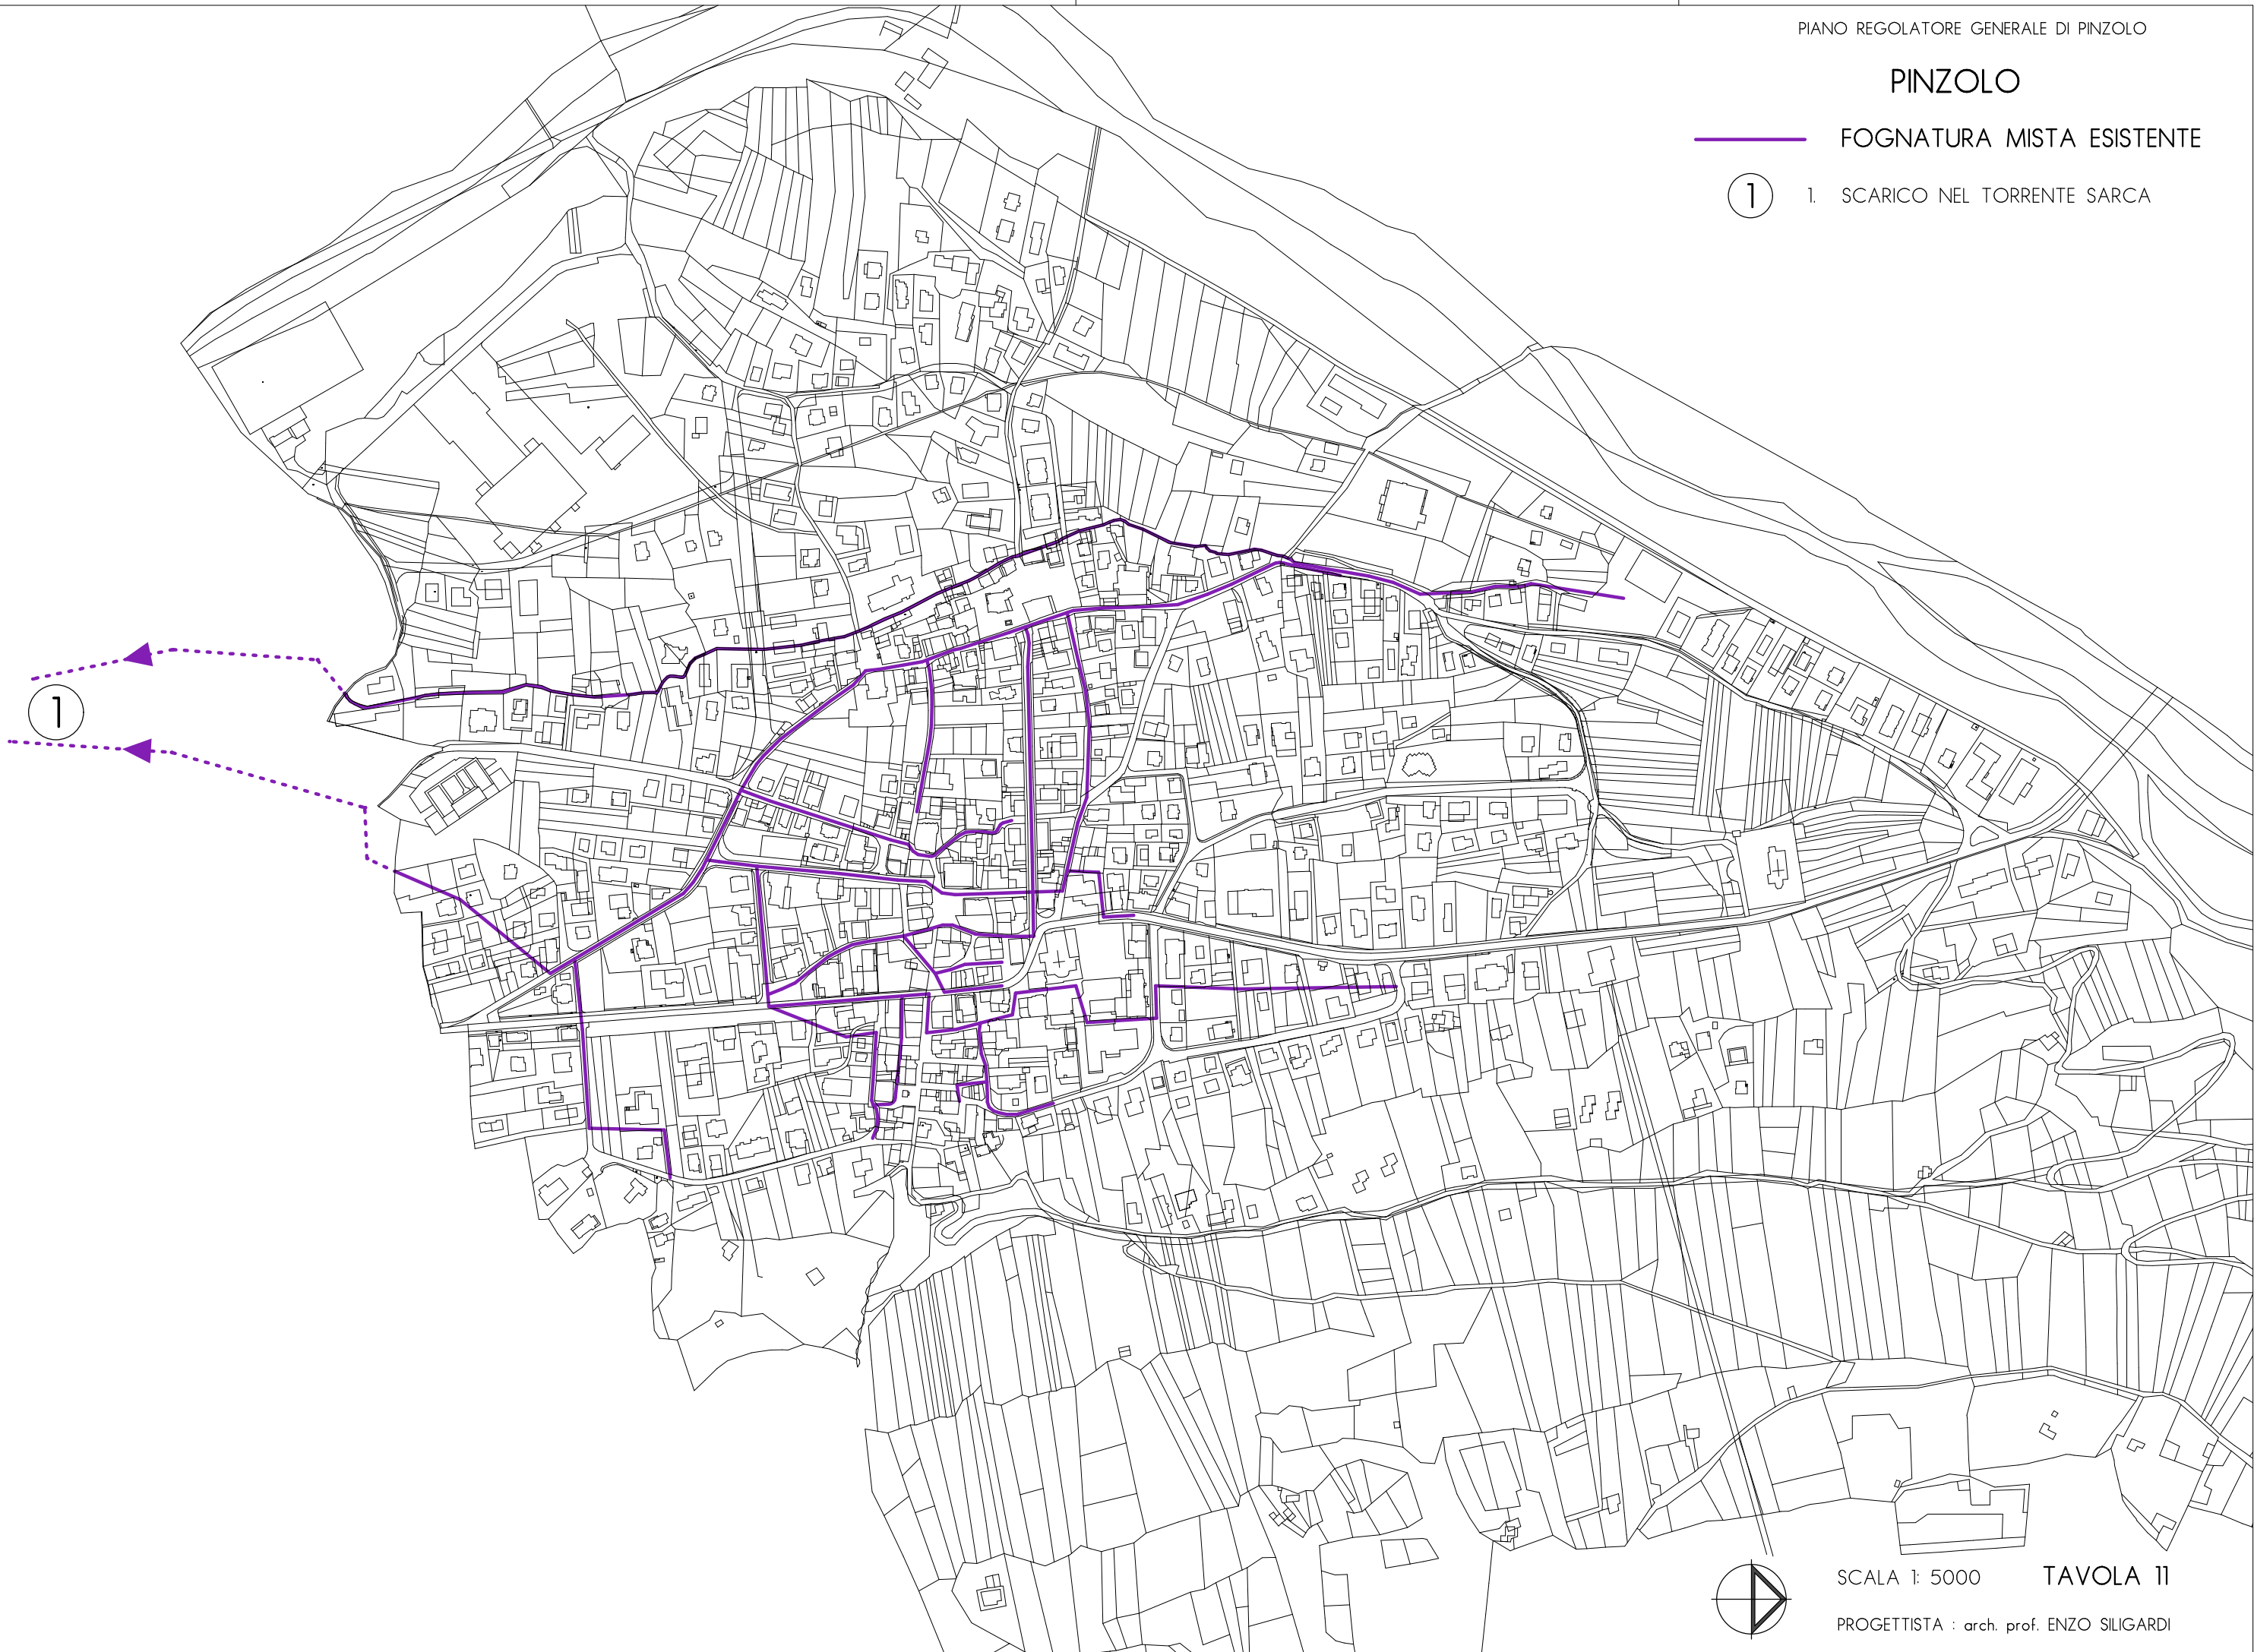 PIANO REGOLATORE GENERALE DI PINZOLO
PINZOLO
FOGNATURA MISTA ESISTENTE
1 1. SCARICO NEL TORRENTE SARCA
1
SCALA 1: 5000 TAVOLA 11
PROGETTISTA : arch. prof. ENZO SILIGARDI